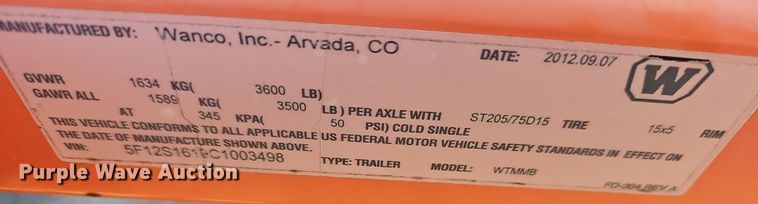 MANUFACTURED BY: Wanco, Inc.- Arvada, CO DATE: 2012.09.07
W
GVWR 1634 KG( 3600 LB)
GAWR ALL 1589 KG( 3500 LB) PER AXLE WITH ST205/75D15 TIRE 15x5 RIM
AT 345 KPA( 50 PSI) COLD SINGLE
THIS VEHICLE CONFORMS TO ALL APPLICABLE US FEDERAL MOTOR VEHICLE SAFETY STANDARDS IN EFFECT ON
THE DATE OF MANUFACTURE SHOWN ABOVE.
VIN: TYPE: TRAILER MODEL: WTMMB
FD-304 REV A
Purple Wave Auction